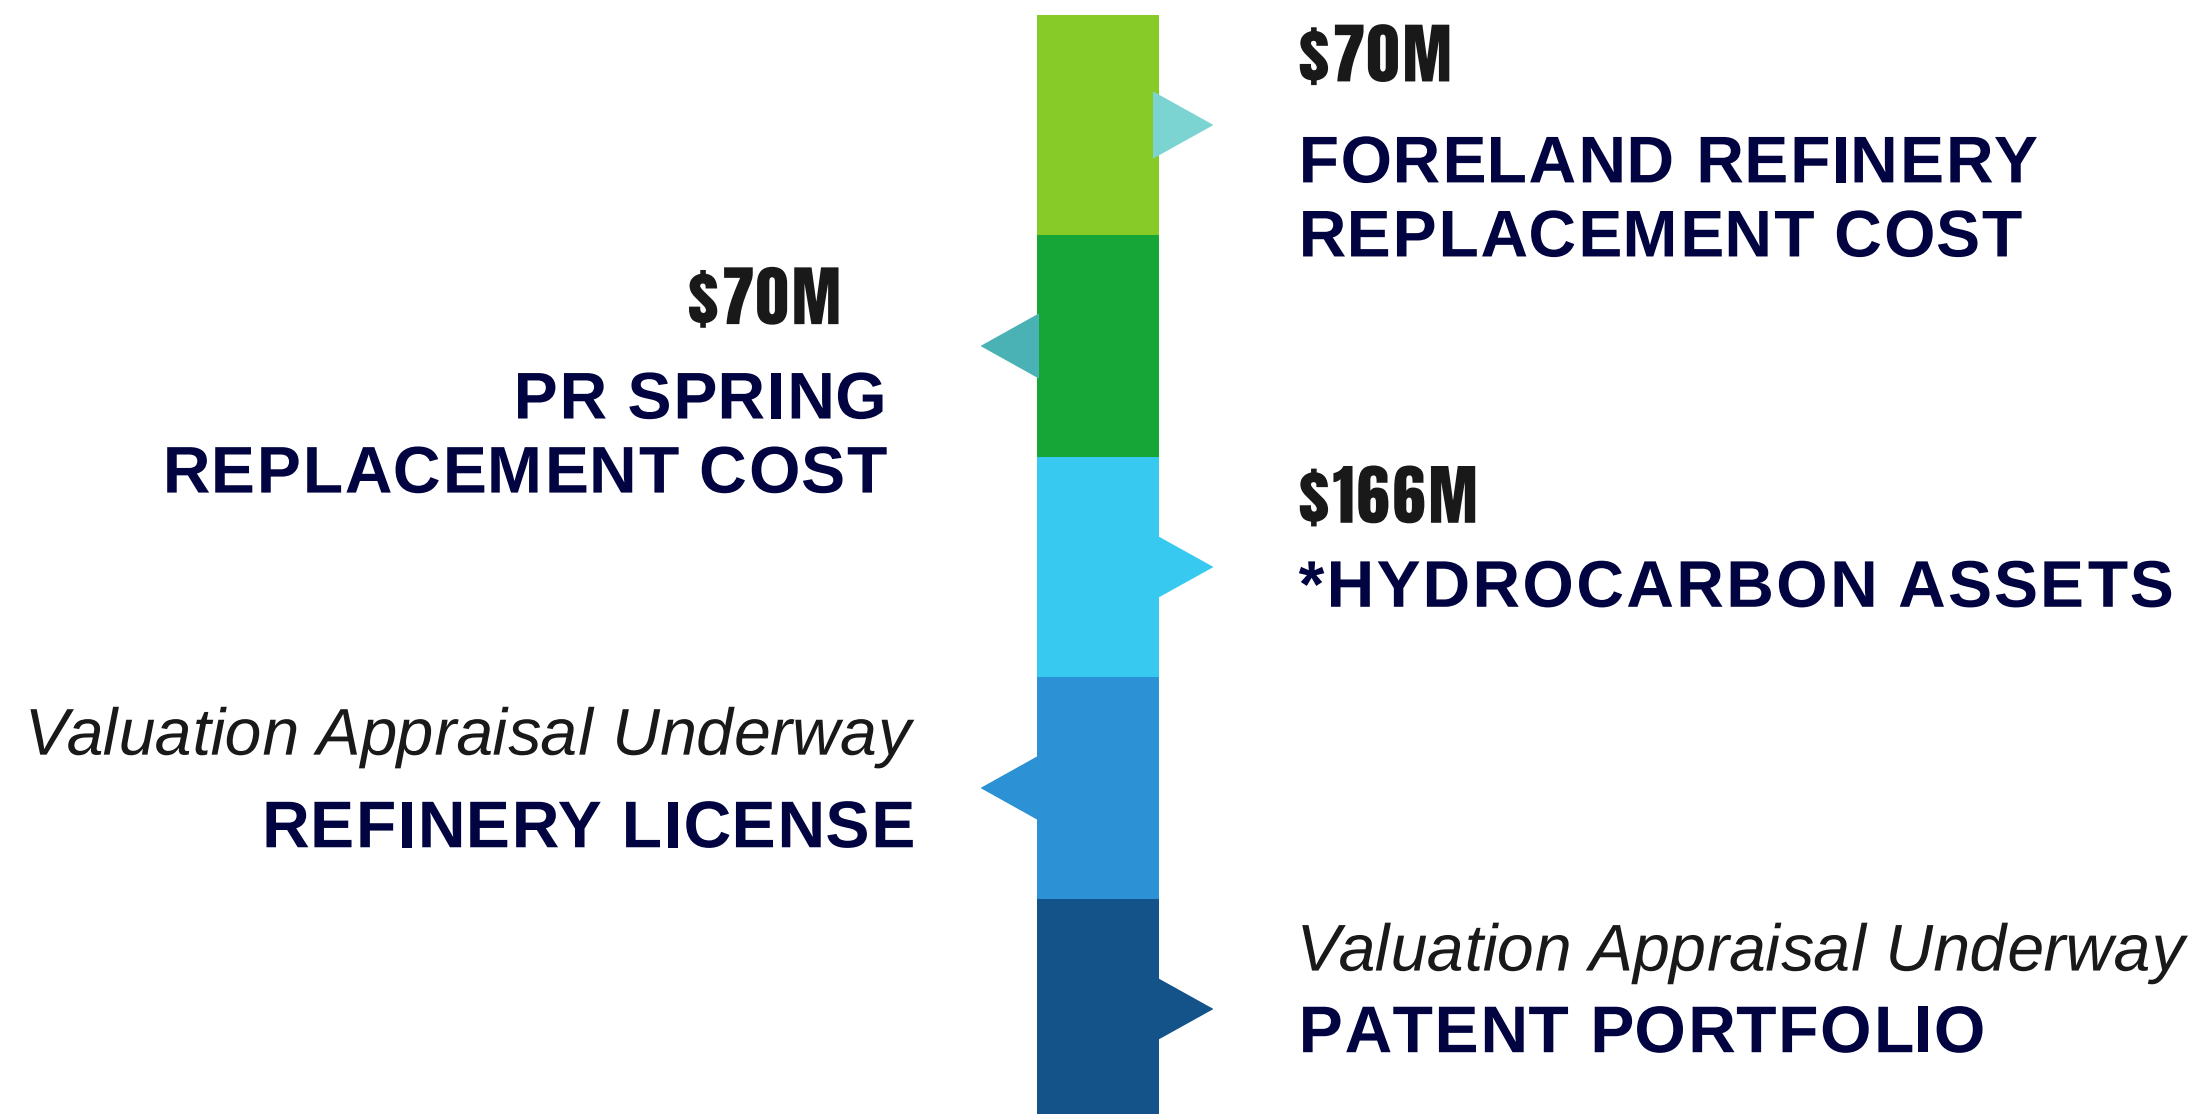 $70M
FORELAND REFINERY
REPLACEMENT COST
$70M
PR SPRING
REPLACEMENT COST
$166M
*HYDROCARBON ASSETS
Valuation Appraisal Underway
REFINERY LICENSE
Valuation Appraisal Underway
PATENT PORTFOLIO